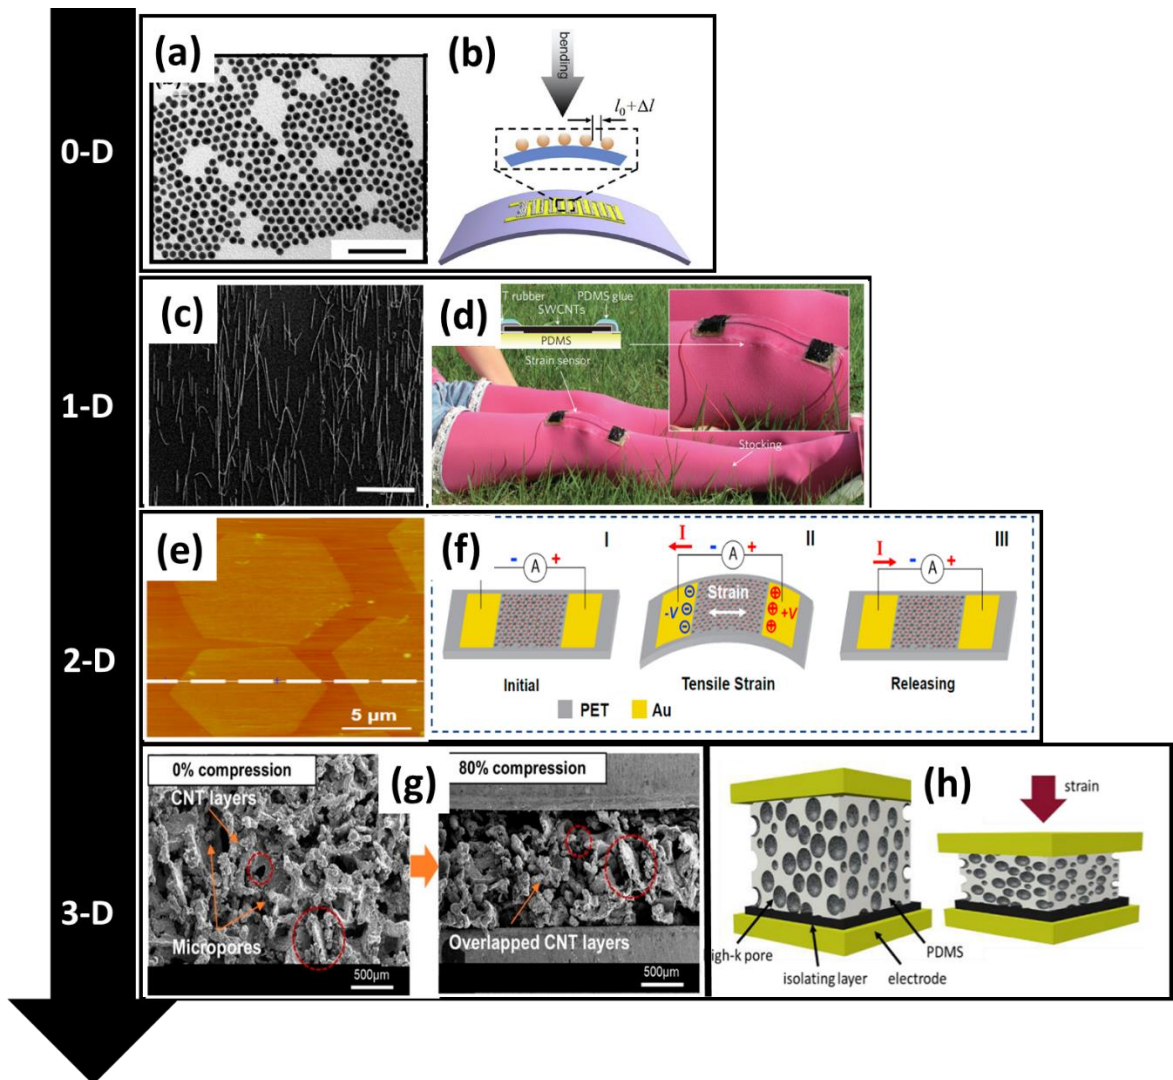 0-D
(a)
(b)
bending
l₀+Δl
1-D
(c)
(d)
T rubber
PDMS glue
SWCNTs
PDMS
Strain sensor
Stocking
2-D
(e)
5 μm
(f)
I
II
III
I
- A +
I
- A +
- A +
Strain
-V
+V
Initial
Tensile Strain
Releasing
PET
Au
3-D
0% compression
CNT layers
Micropores
500μm
(g)
80% compression
Overlapped CNT layers
500μm
(h)
strain
high-k pore
isolating layer
electrode
PDMS